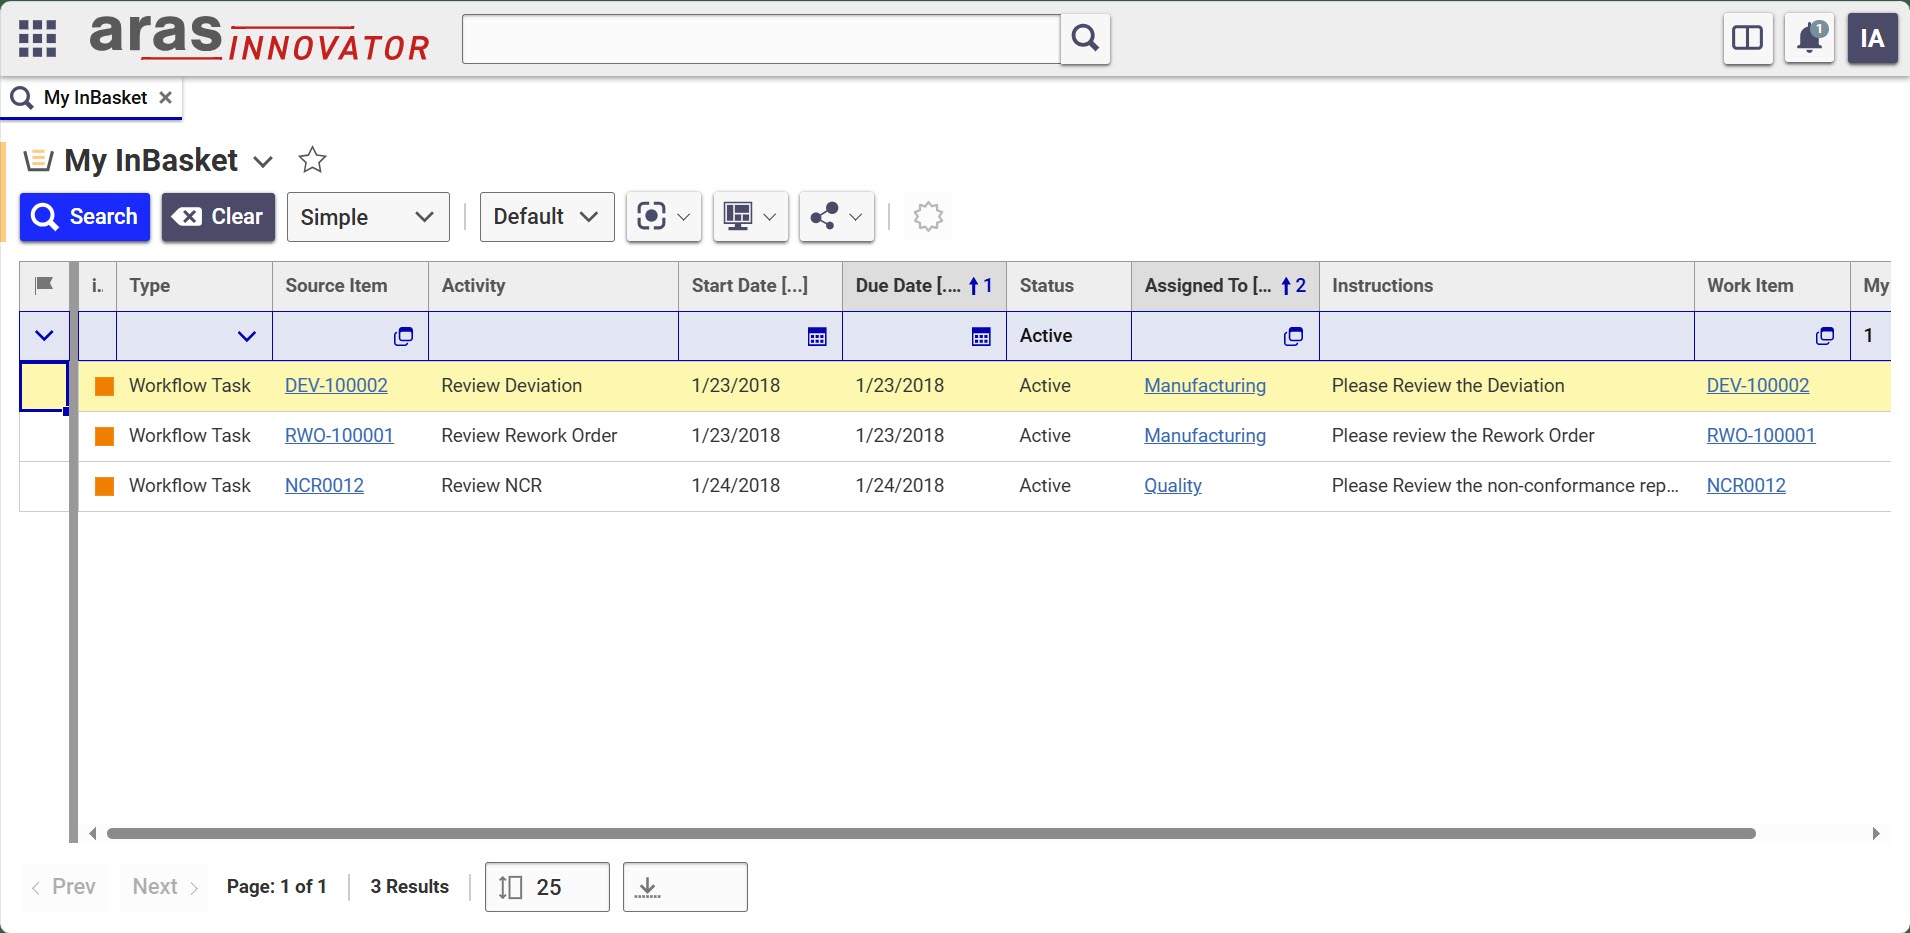 aras INNOVATOR
1
IA
My InBasket
My InBasket
Search Clear Simple Default
i.. Type Source Item Activity Start Date [...] Due Date [.... 1 Status Assigned To [... 2 Instructions Work Item My
Active 1
Workflow Task DEV-100002 Review Deviation 1/23/2018 1/23/2018 Active Manufacturing Please Review the Deviation DEV-100002
Workflow Task RWO-100001 Review Rework Order 1/23/2018 1/23/2018 Active Manufacturing Please review the Rework Order RWO-100001
Workflow Task NCR0012 Review NCR 1/24/2018 1/24/2018 Active Quality Please Review the non-conformance rep... NCR0012
Prev Next Page: 1 of 1 3 Results 25